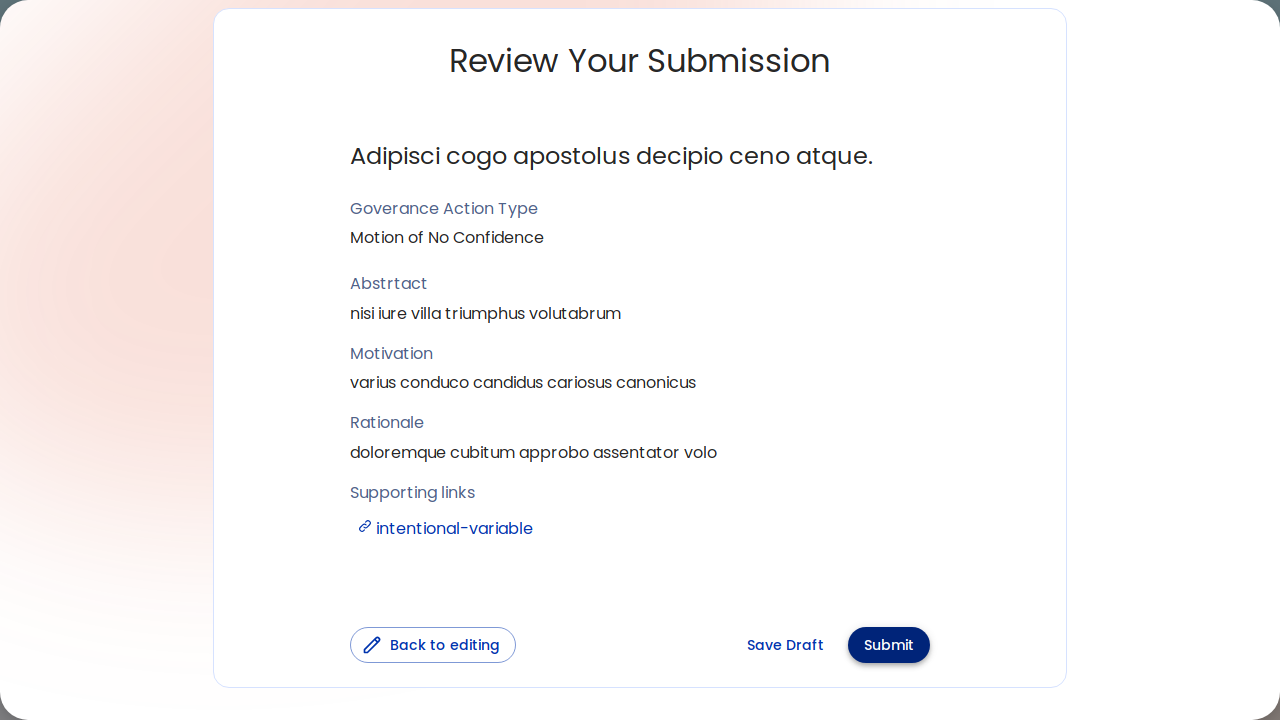 Review Your Submission
Adipisci cogo apostolus decipio ceno atque.
Goverance Action Type
Motion of No Confidence
Abstrtact
nisi iure villa triumphus volutabrum
Motivation
varius conduco candidus cariosus canonicus
Rationale
doloremque cubitum approbo assentator volo
Supporting links
intentional-variable
Back to editing
Save Draft
Submit